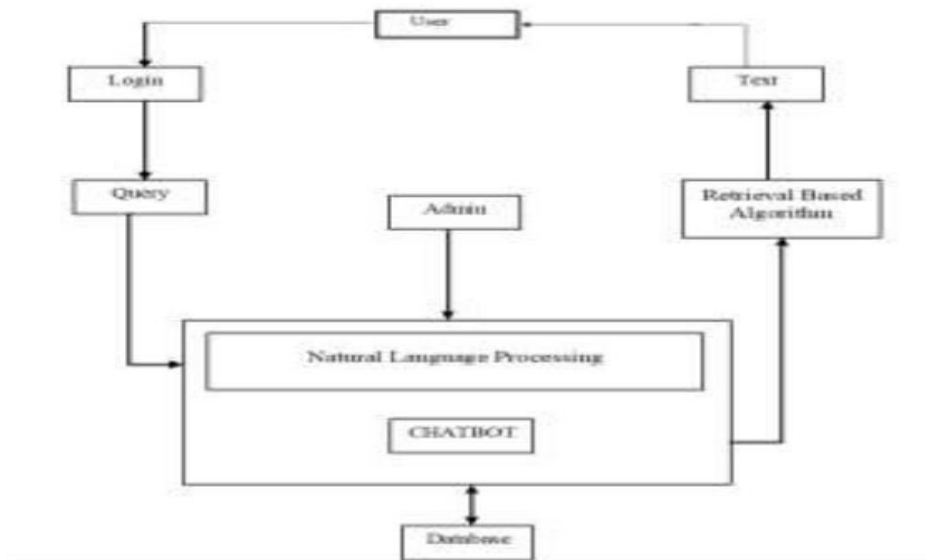 User
Login
Text
Query
Admin
Retrieval Based
Algorithm
Natural Language Processing
CHATBOT
Database